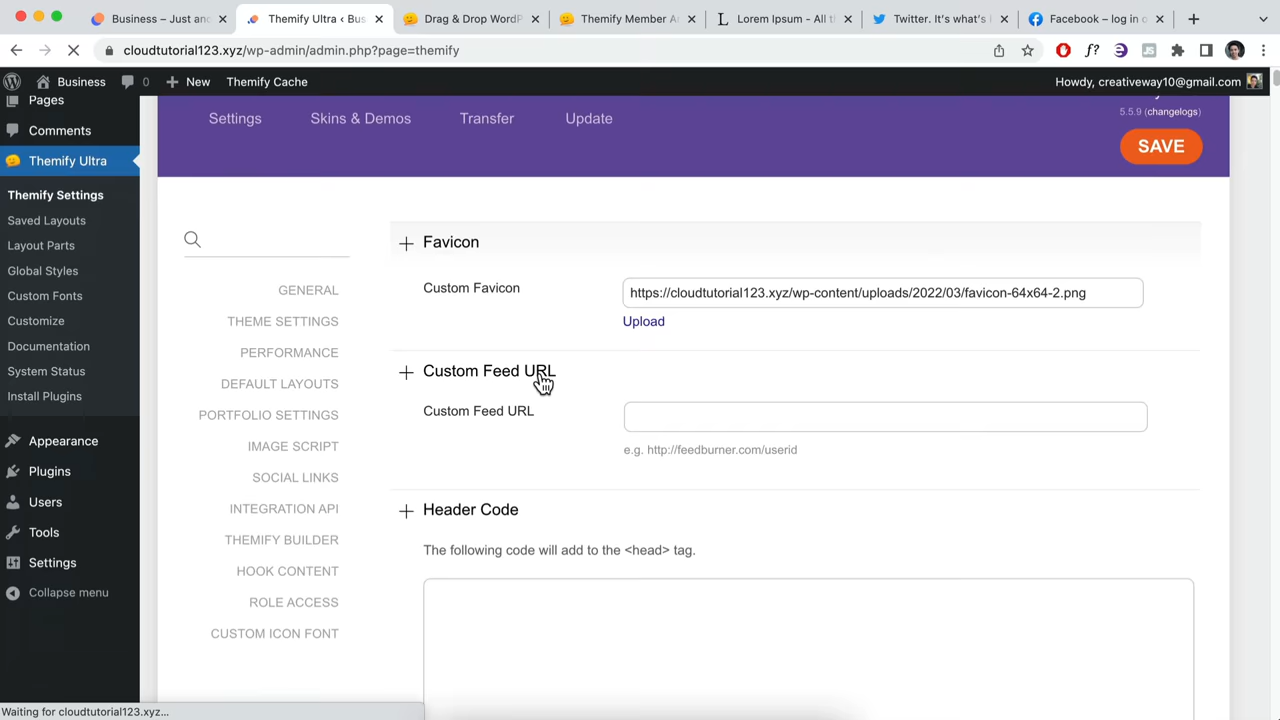 Business – Just an
Themify Ultra ‹ Bus
Drag & Drop WordP
Themify Member A
Lorem Ipsum - All t
Twitter. It's what's
Facebook – log in o
cloudtutorial123.xyz/wp-admin/admin.php?page=themify
Business
0
New
Themify Cache
Howdy, creativeway10@gmail.com
Pages
Comments
Themify Ultra
Themify Settings
Saved Layouts
Layout Parts
Global Styles
Custom Fonts
Customize
Documentation
System Status
Install Plugins
Appearance
Plugins
Users
Tools
Settings
Collapse menu
Settings
Skins & Demos
Transfer
Update
5.5.9 (changelogs)
SAVE
GENERAL
THEME SETTINGS
PERFORMANCE
DEFAULT LAYOUTS
PORTFOLIO SETTINGS
IMAGE SCRIPT
SOCIAL LINKS
INTEGRATION API
THEMIFY BUILDER
HOOK CONTENT
ROLE ACCESS
CUSTOM ICON FONT
Favicon
Custom Favicon
https://cloudtutorial123.xyz/wp-content/uploads/2022/03/favicon-64x64-2.png
Upload
Custom Feed URL
Custom Feed URL
e.g. http://feedburner.com/userid
Header Code
The following code will add to the <head> tag.
Waiting for cloudtutorial123.xyz...